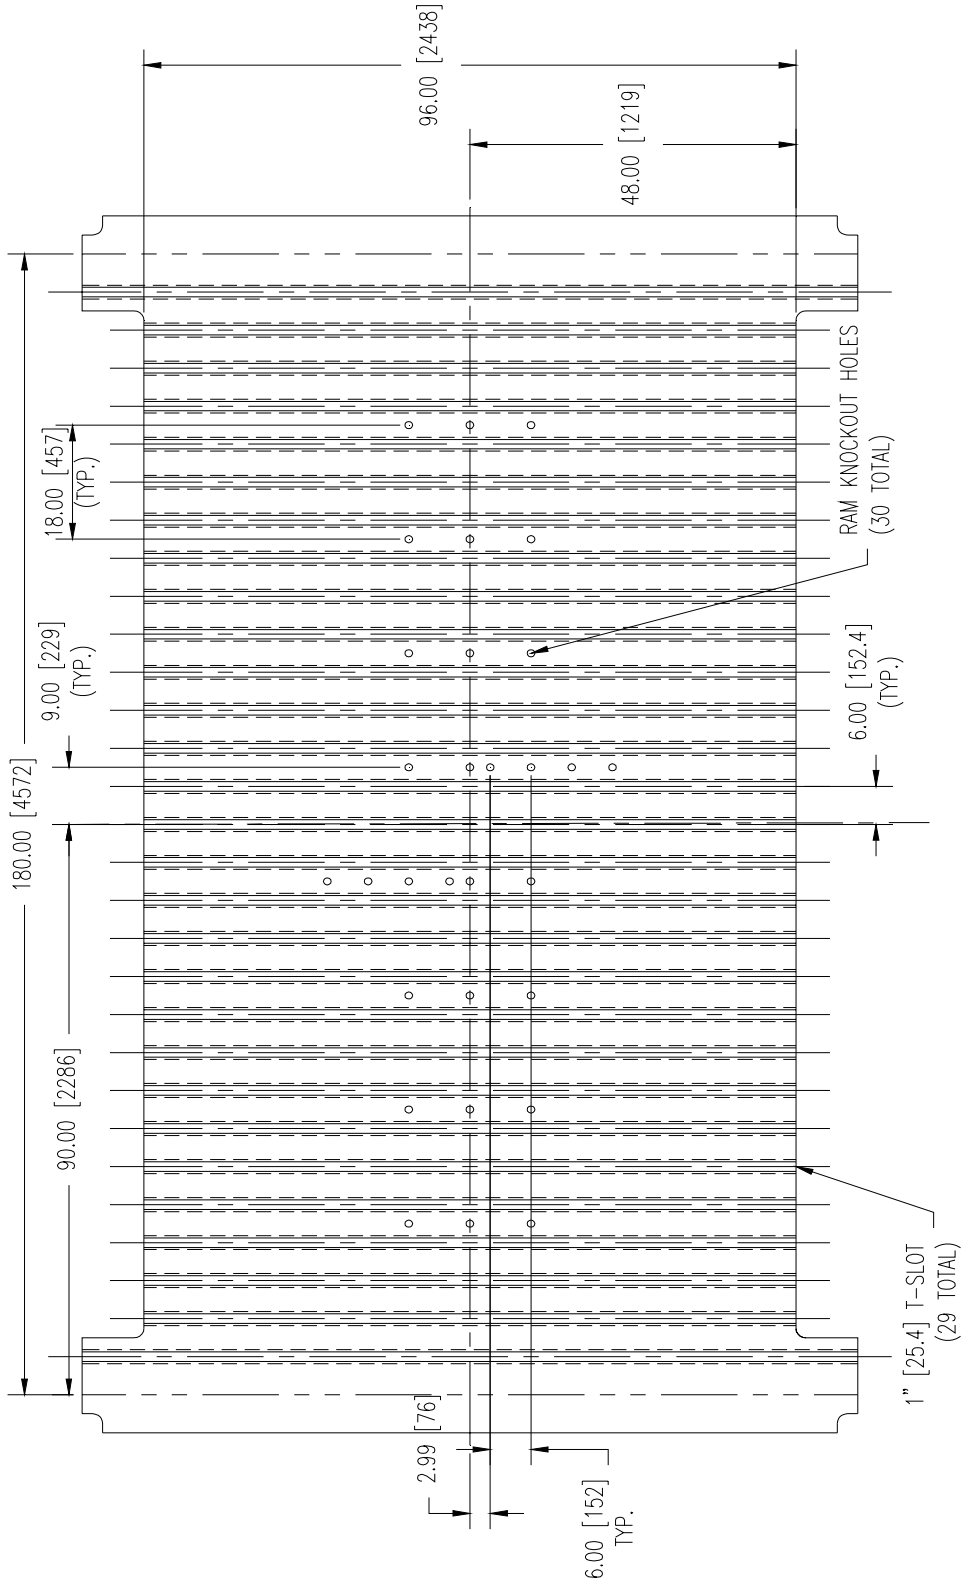 96.00 [2438]
48.00 [1219]
180.00 [4572]
18.00 [457]
(TYP.)
9.00 [229]
(TYP.)
90.00 [2286]
RAM KNOCKOUT HOLES
(30 TOTAL)
6.00 [152.4]
(TYP.)
2.99 [76]
6.00 [152]
TYP.
1" [25.4] T-SLOT
(29 TOTAL)